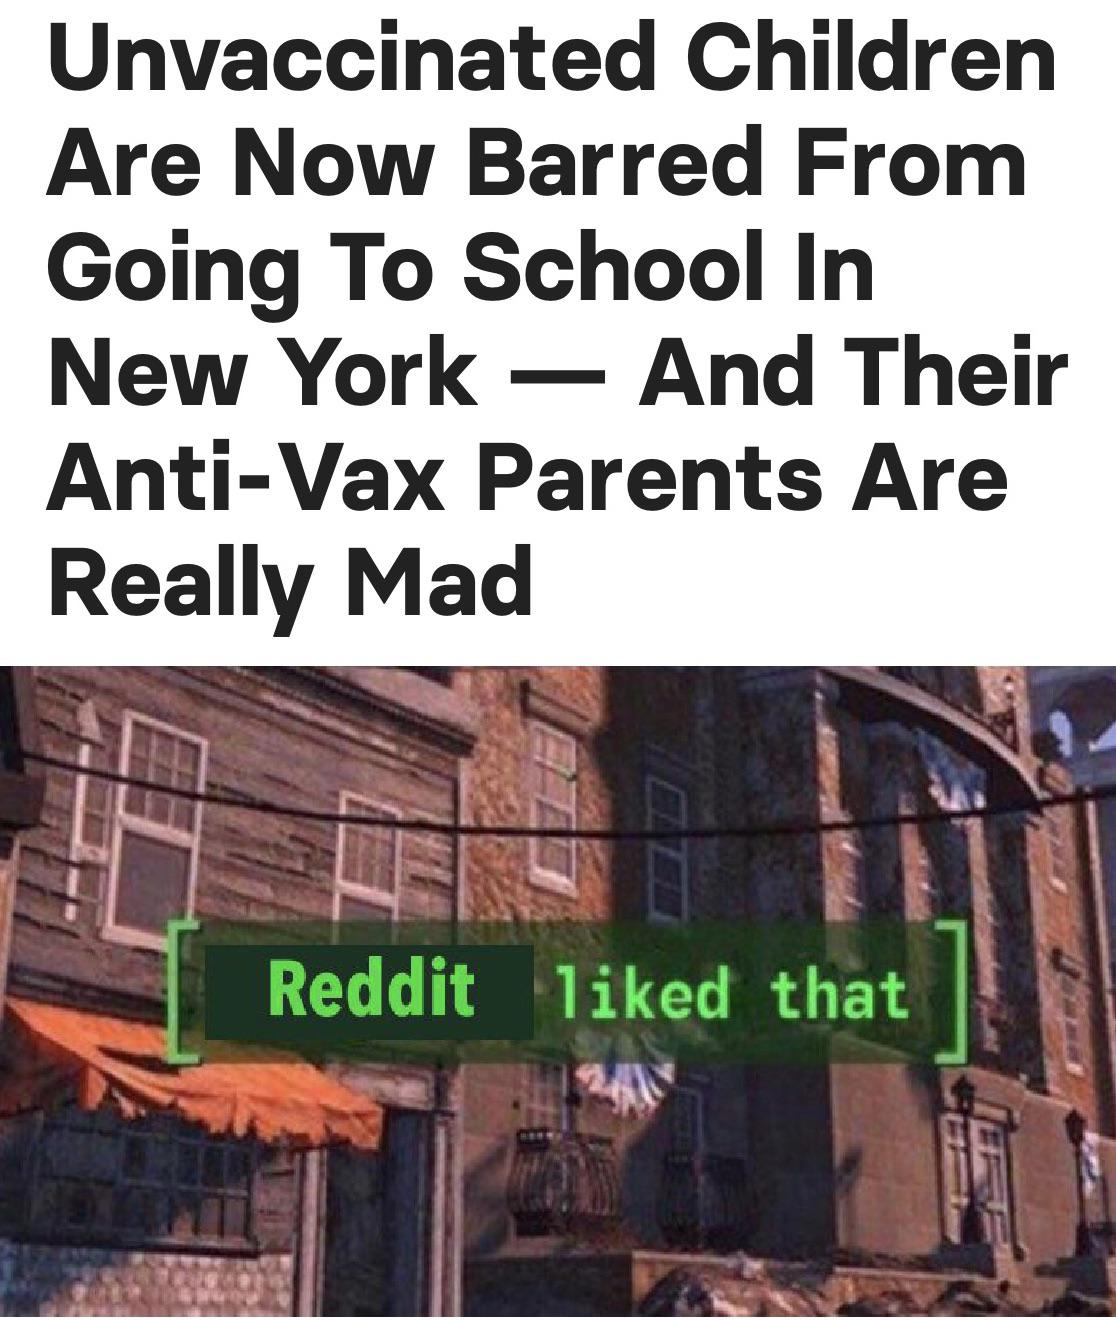 Unvaccinated Children
Are Now Barred From
Going To School In
New York — And Their
Anti-Vax Parents Are
Really Mad
[ Reddit liked that ]